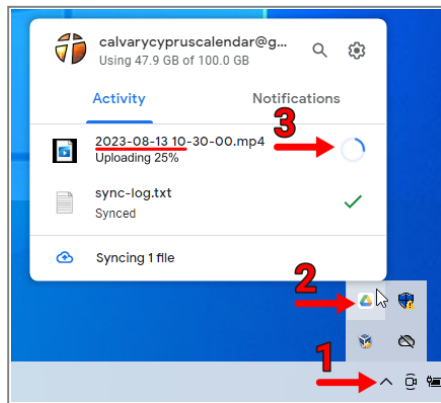 calvarycypruscalendar@g...
Using 47.9 GB of 100.0 GB
Activity Notifications
3
2023-08-13 10-30-00.mp4
Uploading 25%
sync-log.txt
Synced
Syncing 1 file
2
1